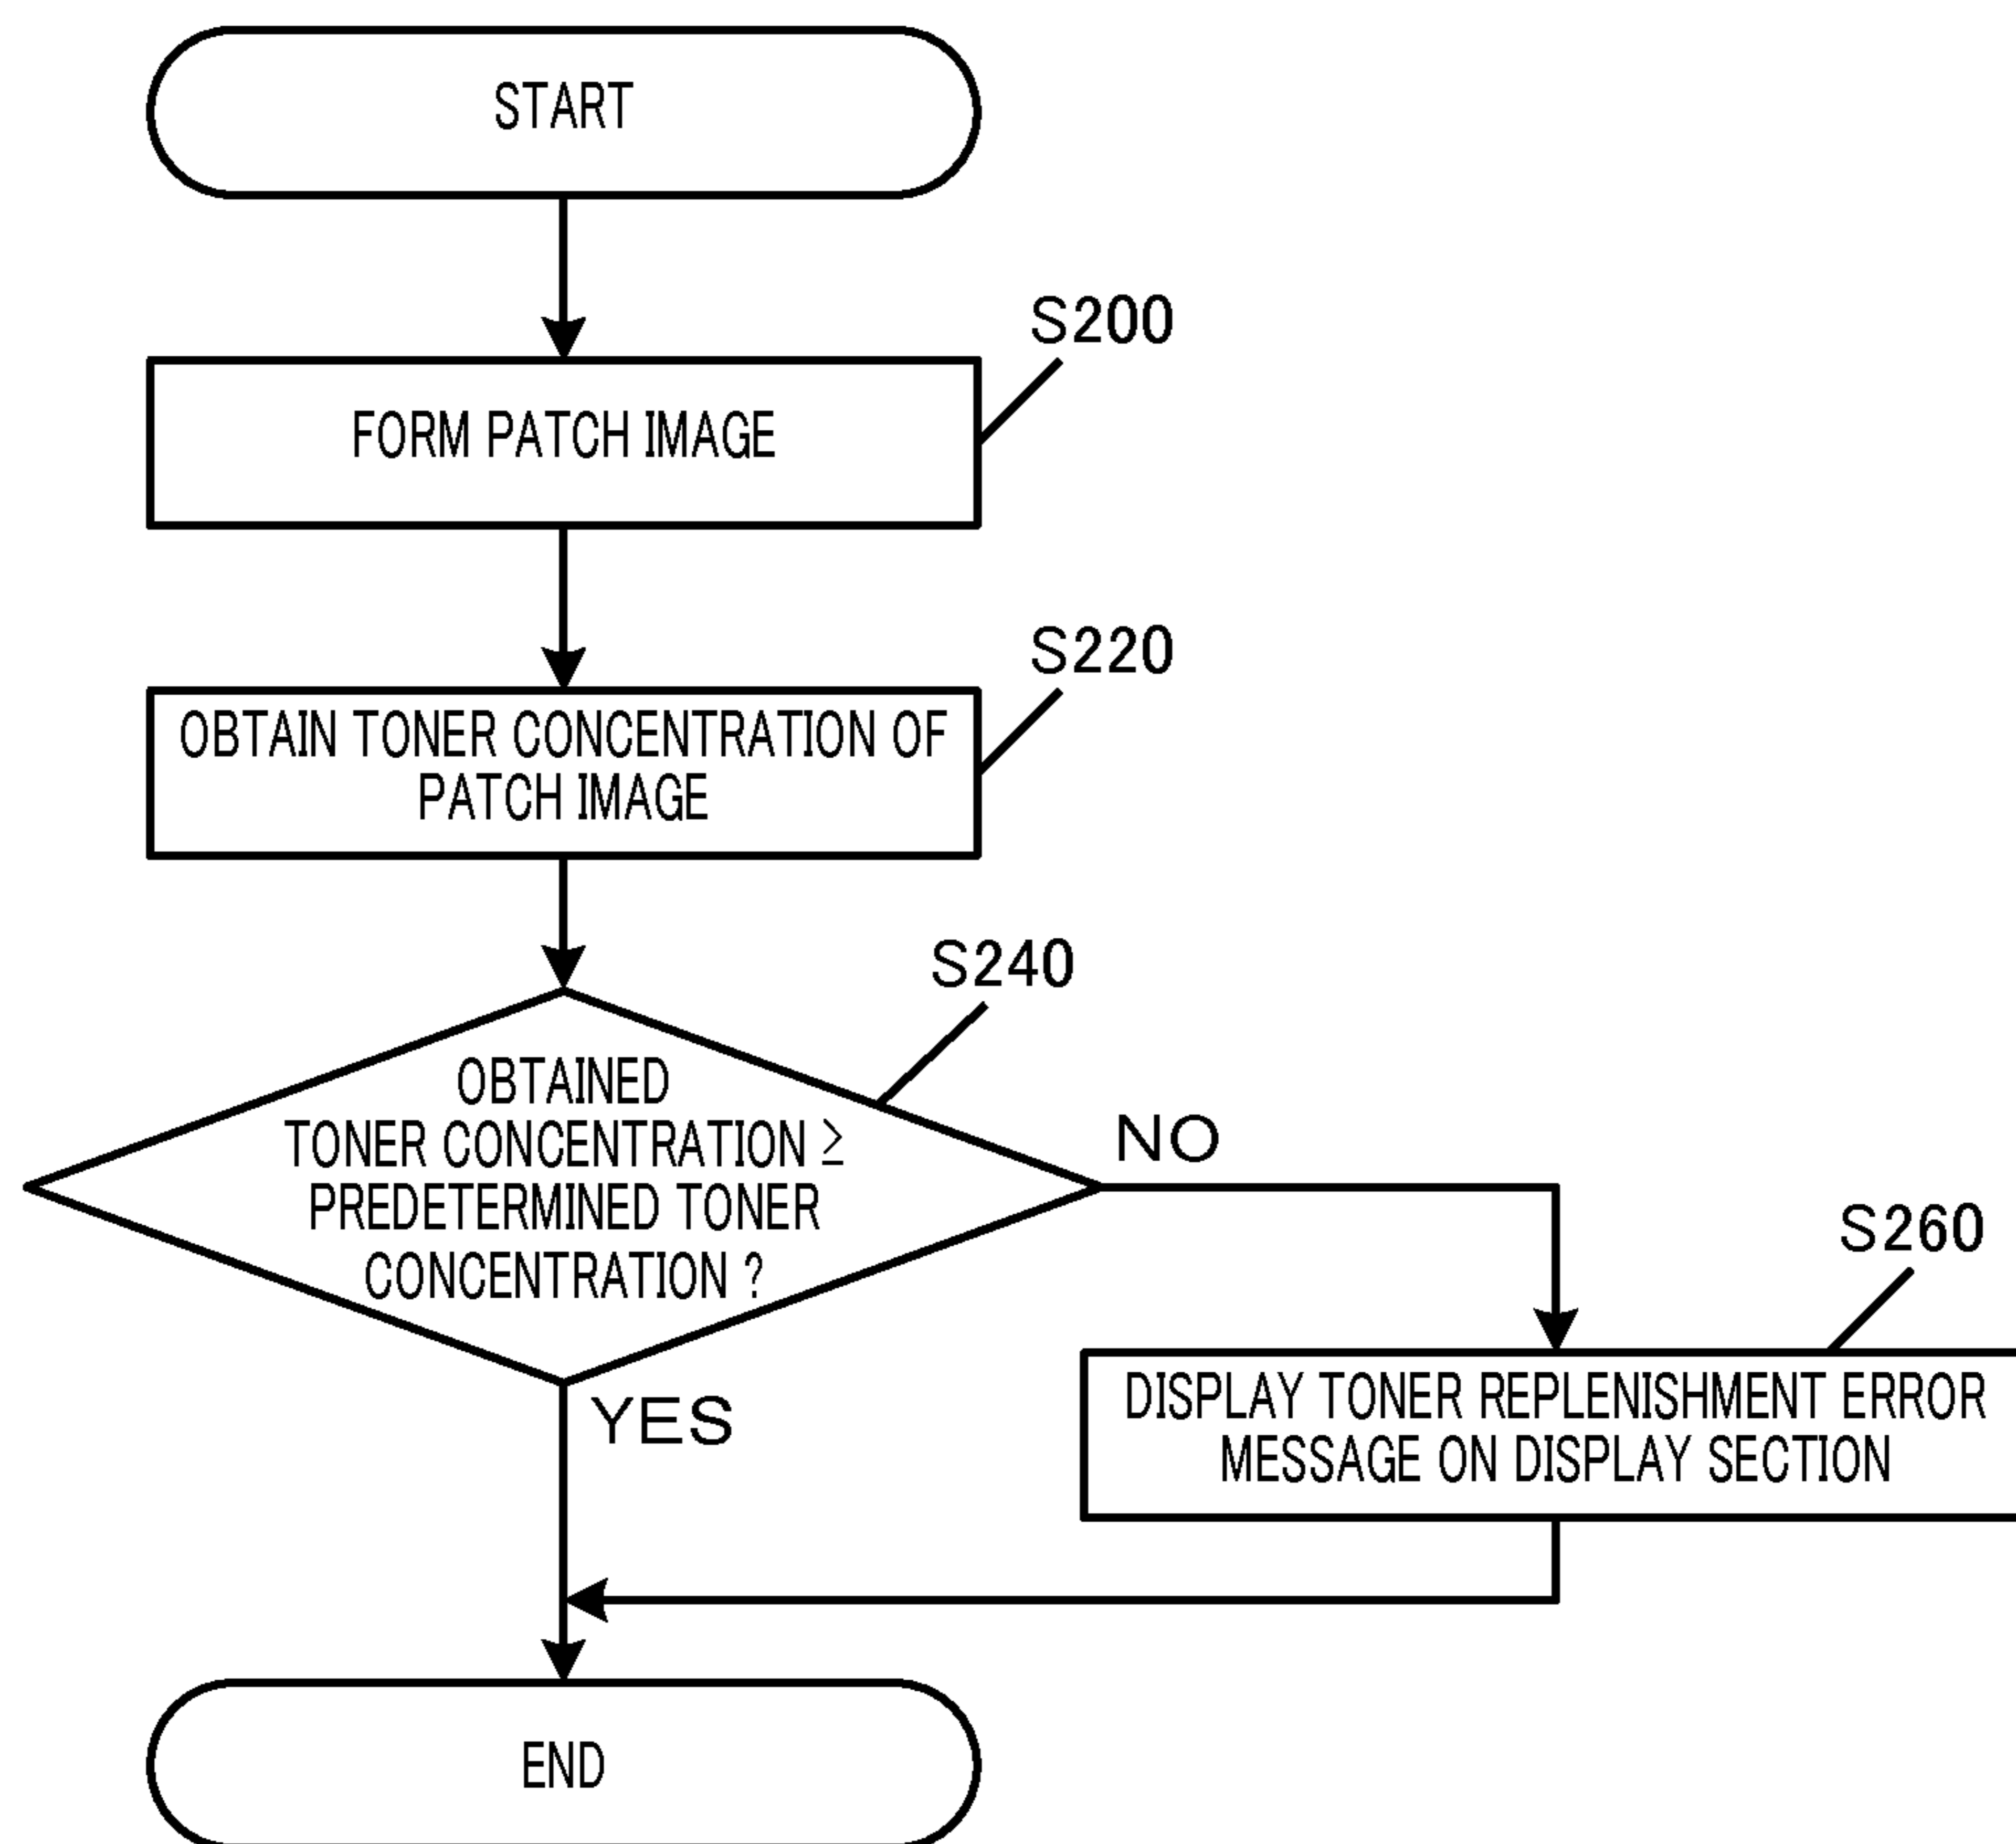 START
S200
FORM PATCH IMAGE
S220
OBTAIN TONER CONCENTRATION OF
PATCH IMAGE
S240
OBTAINED
TONER CONCENTRATION ≥
PREDETERMINED TONER
CONCENTRATION ?
NO
S260
DISPLAY TONER REPLENISHMENT ERROR
MESSAGE ON DISPLAY SECTION
YES
END